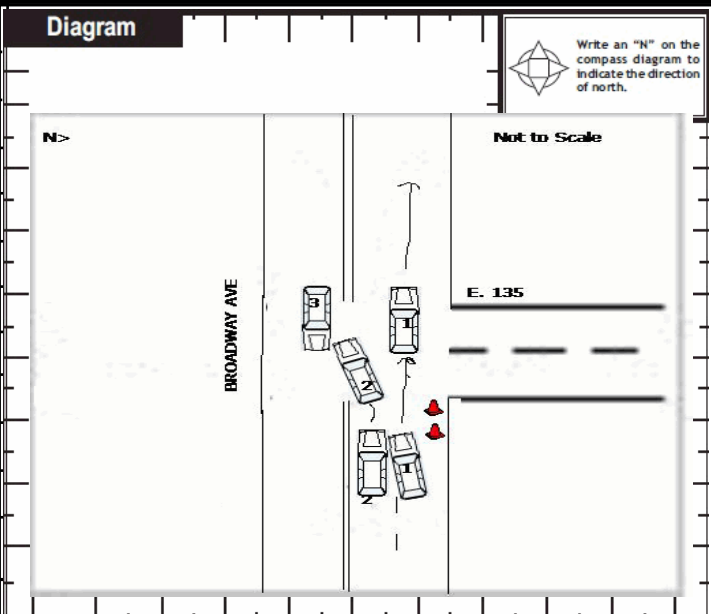 Diagram
Write an “N” on the
compass diagram to
indicate the direction
of north.
N>
Not to Scale
BROADWAY AVE
E. 135
3
1
2
1
2